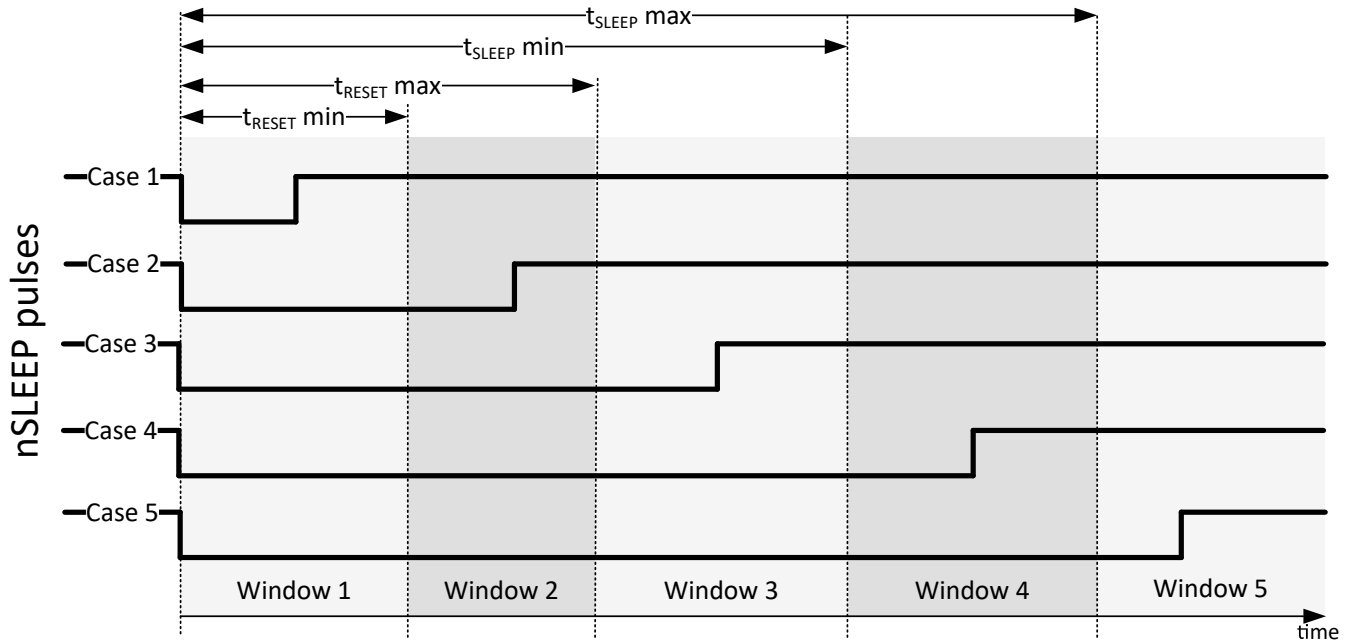 tSLEEP max
tSLEEP min
tRESET max
tRESET min
nSLEEP pulses
Case 1
Case 2
Case 3
Case 4
Case 5
Window 1
Window 2
Window 3
Window 4
Window 5
time